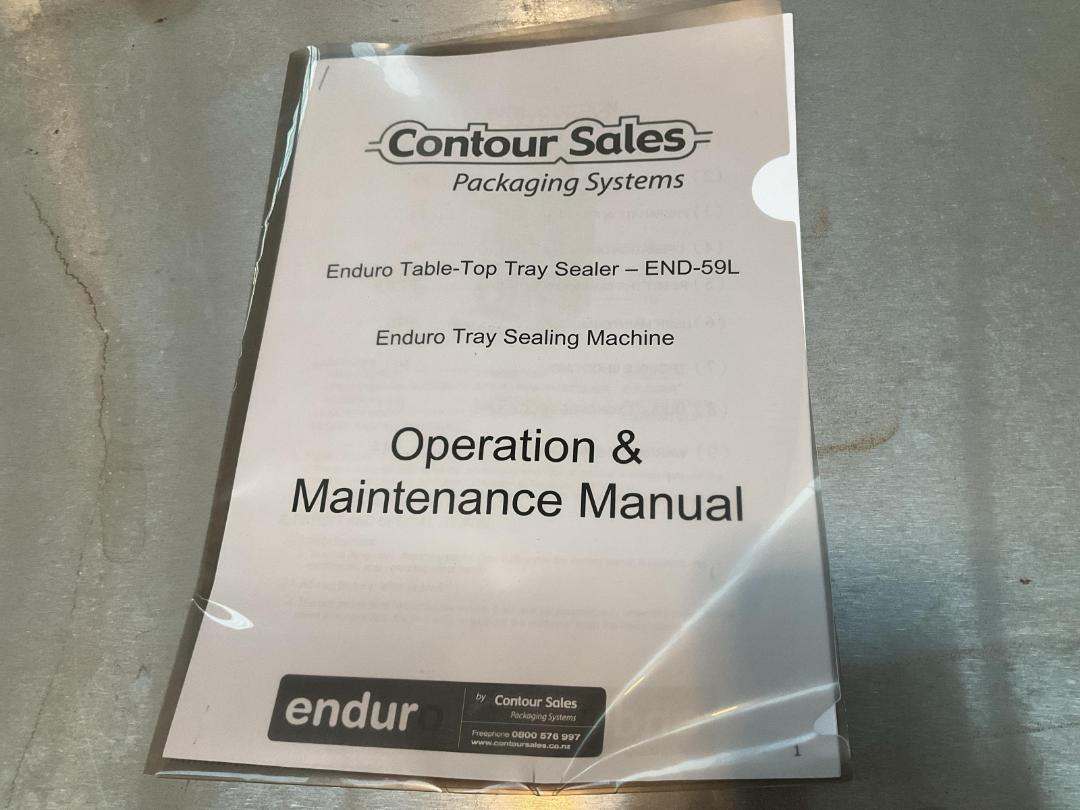 Contour Sales
Packaging Systems
Enduro Table-Top Tray Sealer – END-59L
Enduro Tray Sealing Machine
Operation &
Maintenance Manual
enduro
by Contour Sales
Packaging Systems
Freephone 0800 576 997
www.contoursales.co.nz
1